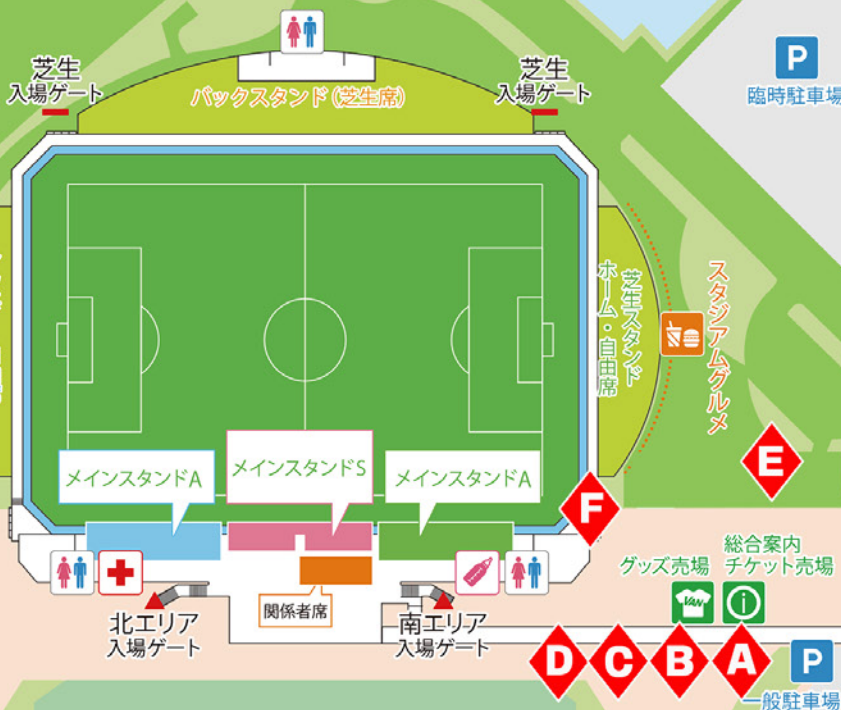 芝生
入場ゲート
バックスタンド(芝生席)
芝生
入場ゲート
P
臨時駐車場
芝生スタンド
ホーム・自由席
スタジアムグルメ
メインスタンドA
メインスタンドS
メインスタンドA
E
F
グッズ売場
総合案内
チケット売場
VAN
i
関係者席
北エリア
入場ゲート
南エリア
入場ゲート
D
C
B
A
P
一般駐車場